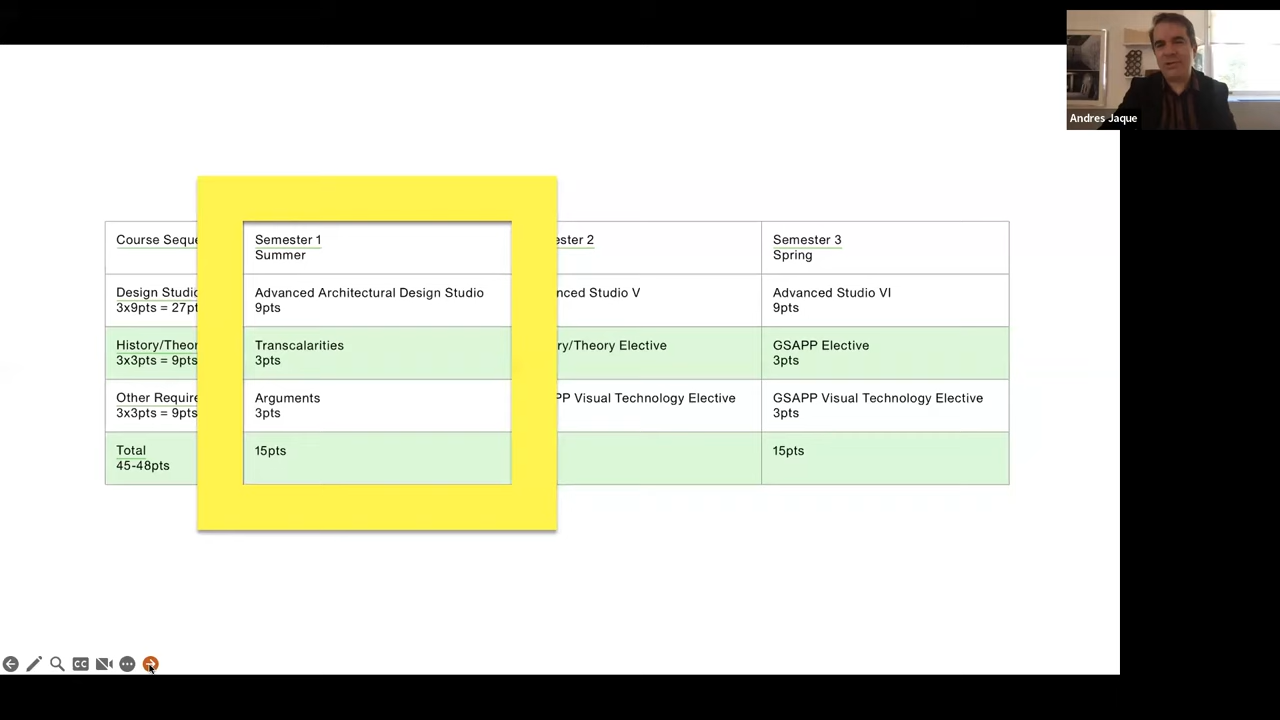 Andres Jaque
Course Seque
Semester 1
Summer
ester 2
Semester 3
Spring
Design Studio
3x9pts = 27pt
Advanced Architectural Design Studio
9pts
nced Studio V
Advanced Studio VI
9pts
History/Theor
3x3pts = 9pts
Transcalarities
3pts
ry/Theory Elective
GSAPP Elective
3pts
Other Require
3x3pts = 9pts
Arguments
3pts
PP Visual Technology Elective
GSAPP Visual Technology Elective
3pts
Total
45-48pts
15pts
15pts
CC